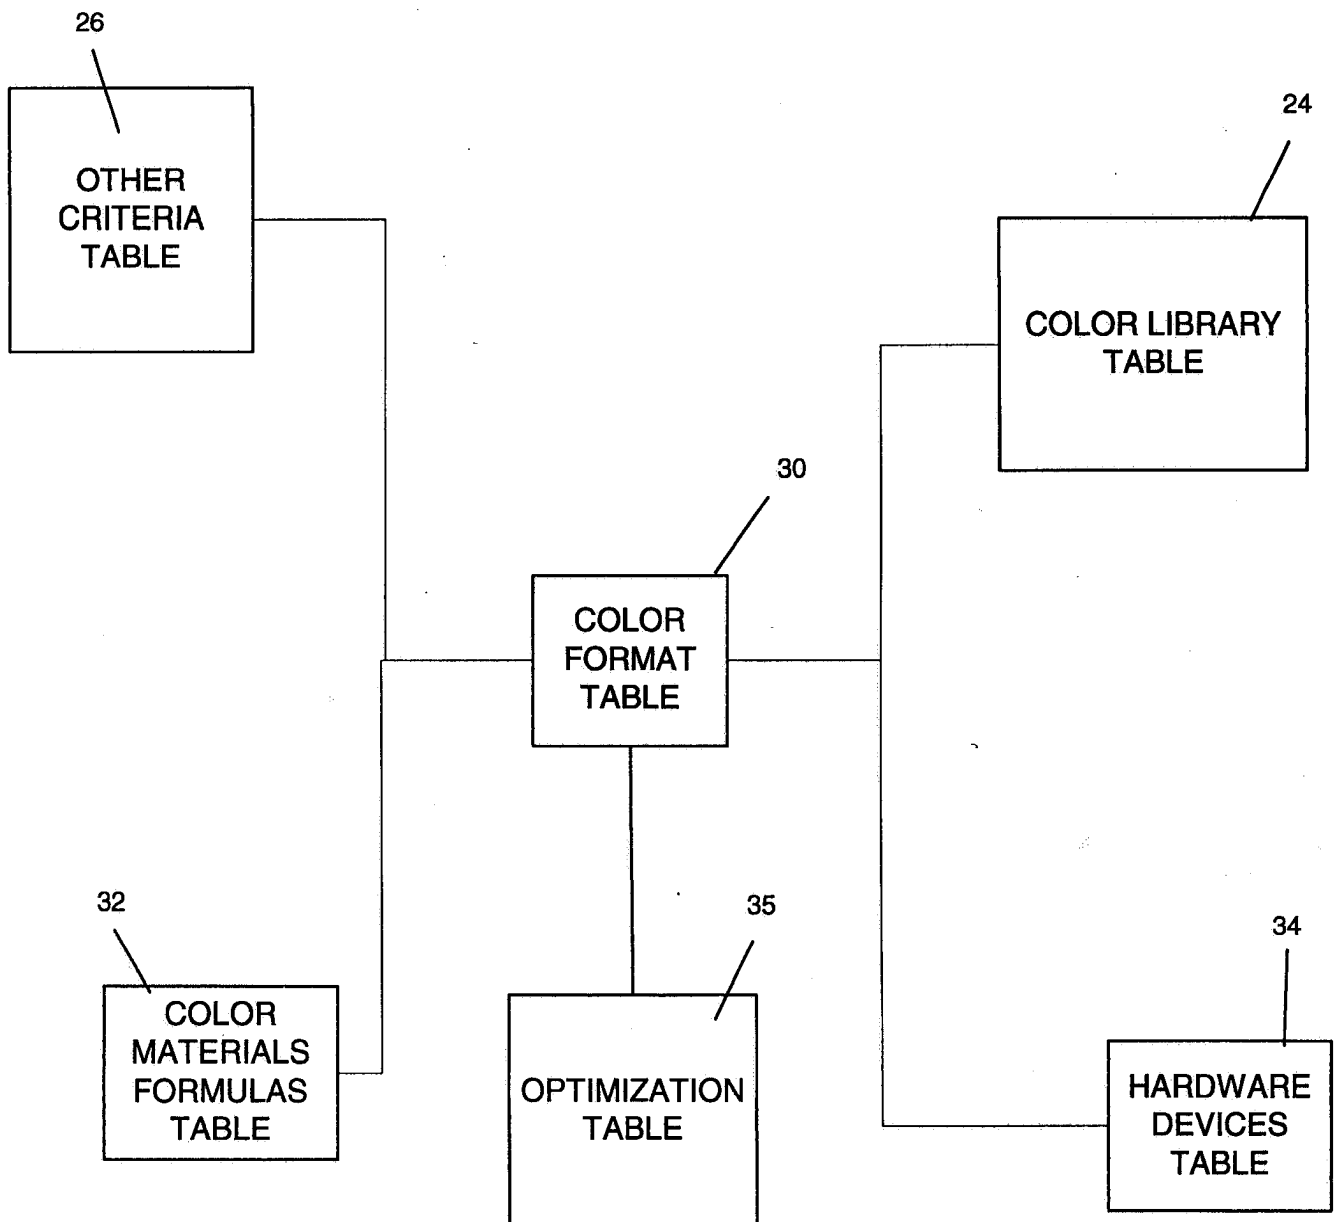 26
OTHER
CRITERIA
TABLE
24
COLOR LIBRARY
TABLE
30
COLOR
FORMAT
TABLE
32
COLOR
MATERIALS
FORMULAS
TABLE
35
OPTIMIZATION
TABLE
34
HARDWARE
DEVICES
TABLE